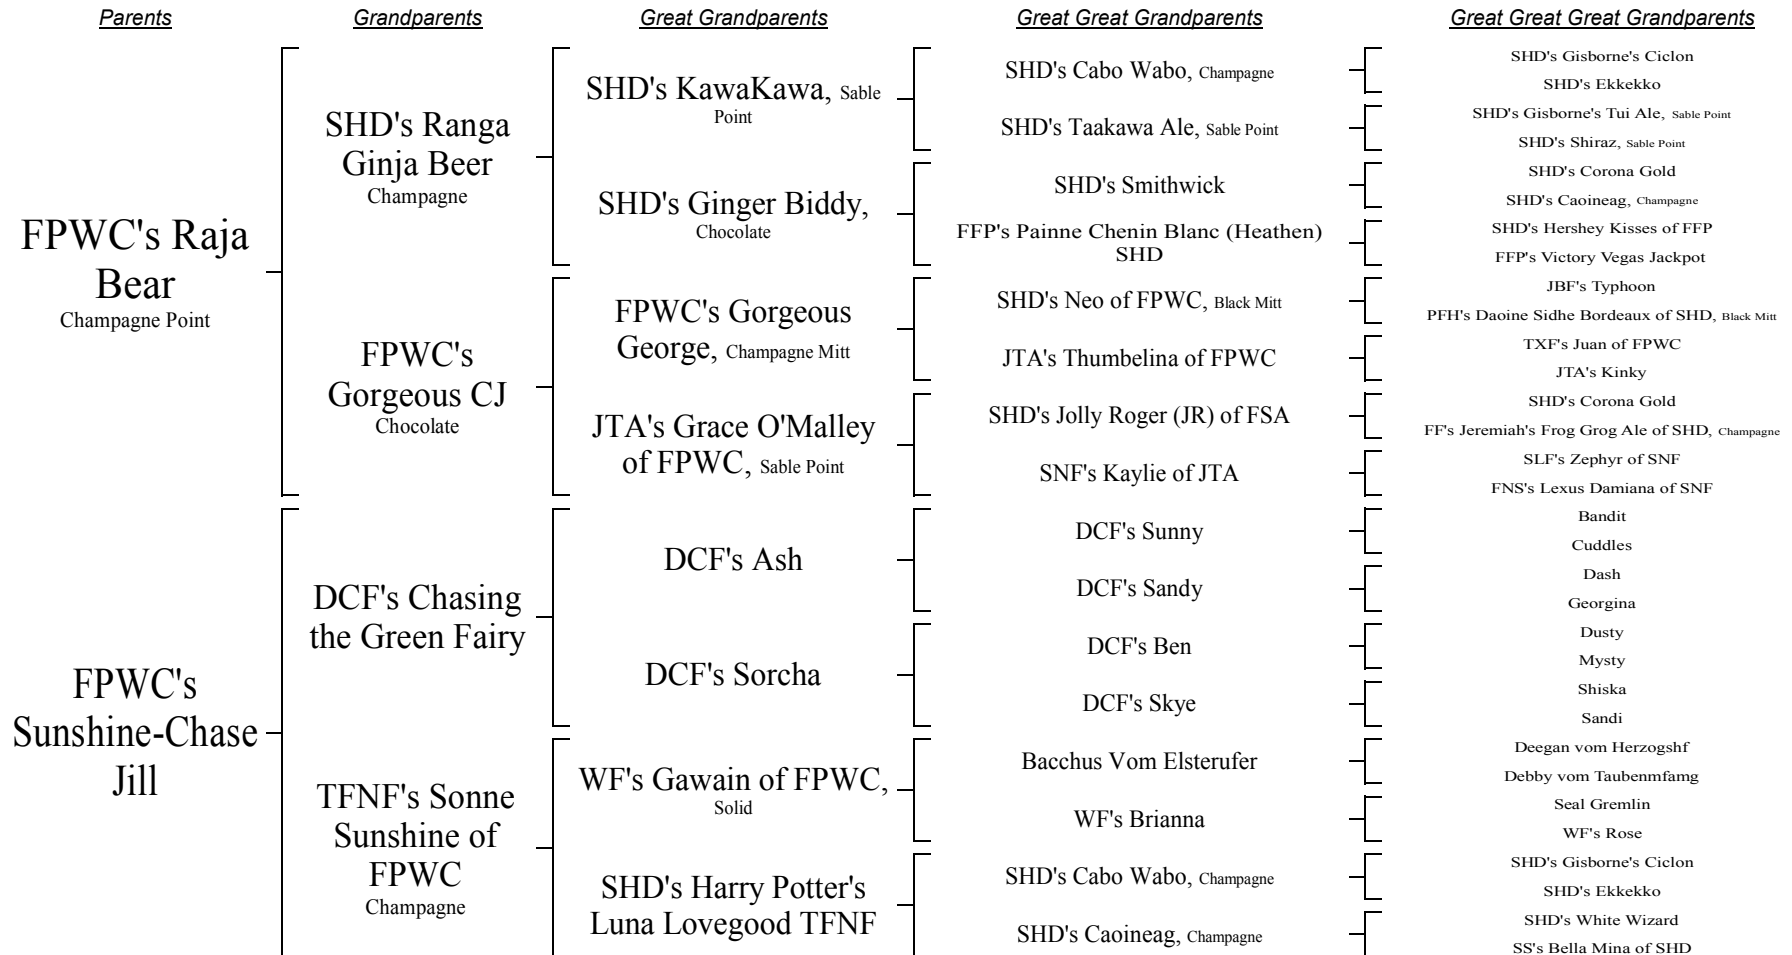 Parents
Grandparents
Great Grandparents
Great Great Grandparents
Great Great Great Grandparents
FPWC's Raja
Bear
Champagne Point
FPWC's
Sunshine-Chase
Jill
SHD's Ranga
Ginja Beer
Champagne
FPWC's
Gorgeous CJ
Chocolate
DCF's Chasing
the Green Fairy
TFNF's Sonne
Sunshine of
FPWC
Champagne
SHD's KawaKawa, Sable
Point
SHD's Ginger Biddy,
Chocolate
FPWC's Gorgeous
George, Champagne Mitt
JTA's Grace O'Malley
of FPWC, Sable Point
DCF's Ash
DCF's Sorcha
WF's Gawain of FPWC,
Solid
SHD's Harry Potter's
Luna Lovegood TFNF
SHD's Cabo Wabo, Champagne
SHD's Taakawa Ale, Sable Point
SHD's Smithwick
FFP's Painne Chenin Blanc (Heathen)
SHD
SHD's Neo of FPWC, Black Mitt
JTA's Thumbelina of FPWC
SHD's Jolly Roger (JR) of FSA
SNF's Kaylie of JTA
DCF's Sunny
DCF's Sandy
DCF's Ben
DCF's Skye
Bacchus Vom Elsterufer
WF's Brianna
SHD's Cabo Wabo, Champagne
SHD's Caoineag, Champagne
SHD's Gisborne's Ciclon
SHD's Ekkekko
SHD's Gisborne's Tui Ale, Sable Point
SHD's Shiraz, Sable Point
SHD's Corona Gold
SHD's Caoineag, Champagne
SHD's Hershey Kisses of FFP
FFP's Victory Vegas Jackpot
JBF's Typhoon
PFH's Daoine Sidhe Bordeaux of SHD, Black Mitt
TXF's Juan of FPWC
JTA's Kinky
SHD's Corona Gold
FF's Jeremiah's Frog Grog Ale of SHD, Champagne
SLF's Zephyr of SNF
FNS's Lexus Damiana of SNF
Bandit
Cuddles
Dash
Georgina
Dusty
Mysty
Shiska
Sandi
Deegan vom Herzogshf
Debby vom Taubenmfamg
Seal Gremlin
WF's Rose
SHD's Gisborne's Ciclon
SHD's Ekkekko
SHD's White Wizard
SS's Bella Mina of SHD